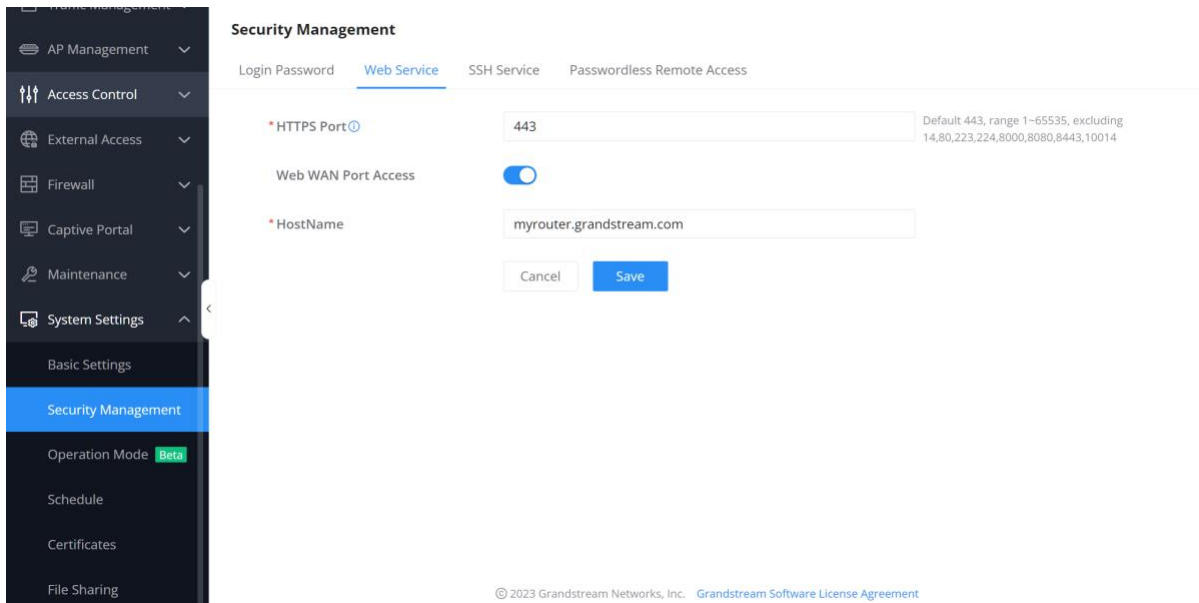 Traffic Management
AP Management
Access Control
External Access
Firewall
Captive Portal
Maintenance
System Settings
Basic Settings
Security Management
Operation Mode Beta
Schedule
Certificates
File Sharing
Security Management
Login Password Web Service SSH Service Passwordless Remote Access
*HTTPS Port 443 Default 443, range 1~65535, excluding
14,80,223,224,8000,8080,8443,10014
Web WAN Port Access
*HostName myrouter.grandstream.com
Cancel Save
© 2023 Grandstream Networks, Inc. Grandstream Software License Agreement